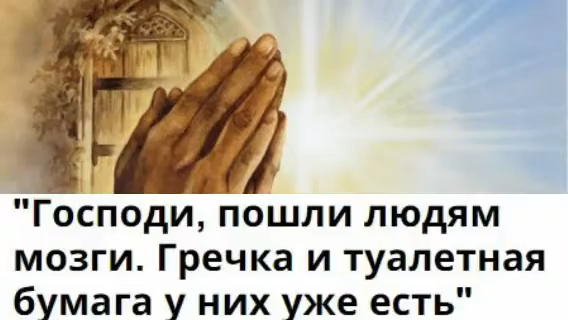 "Господи, пошли людям
мозги. Гречка и туалетная
бумага у них уже есть"